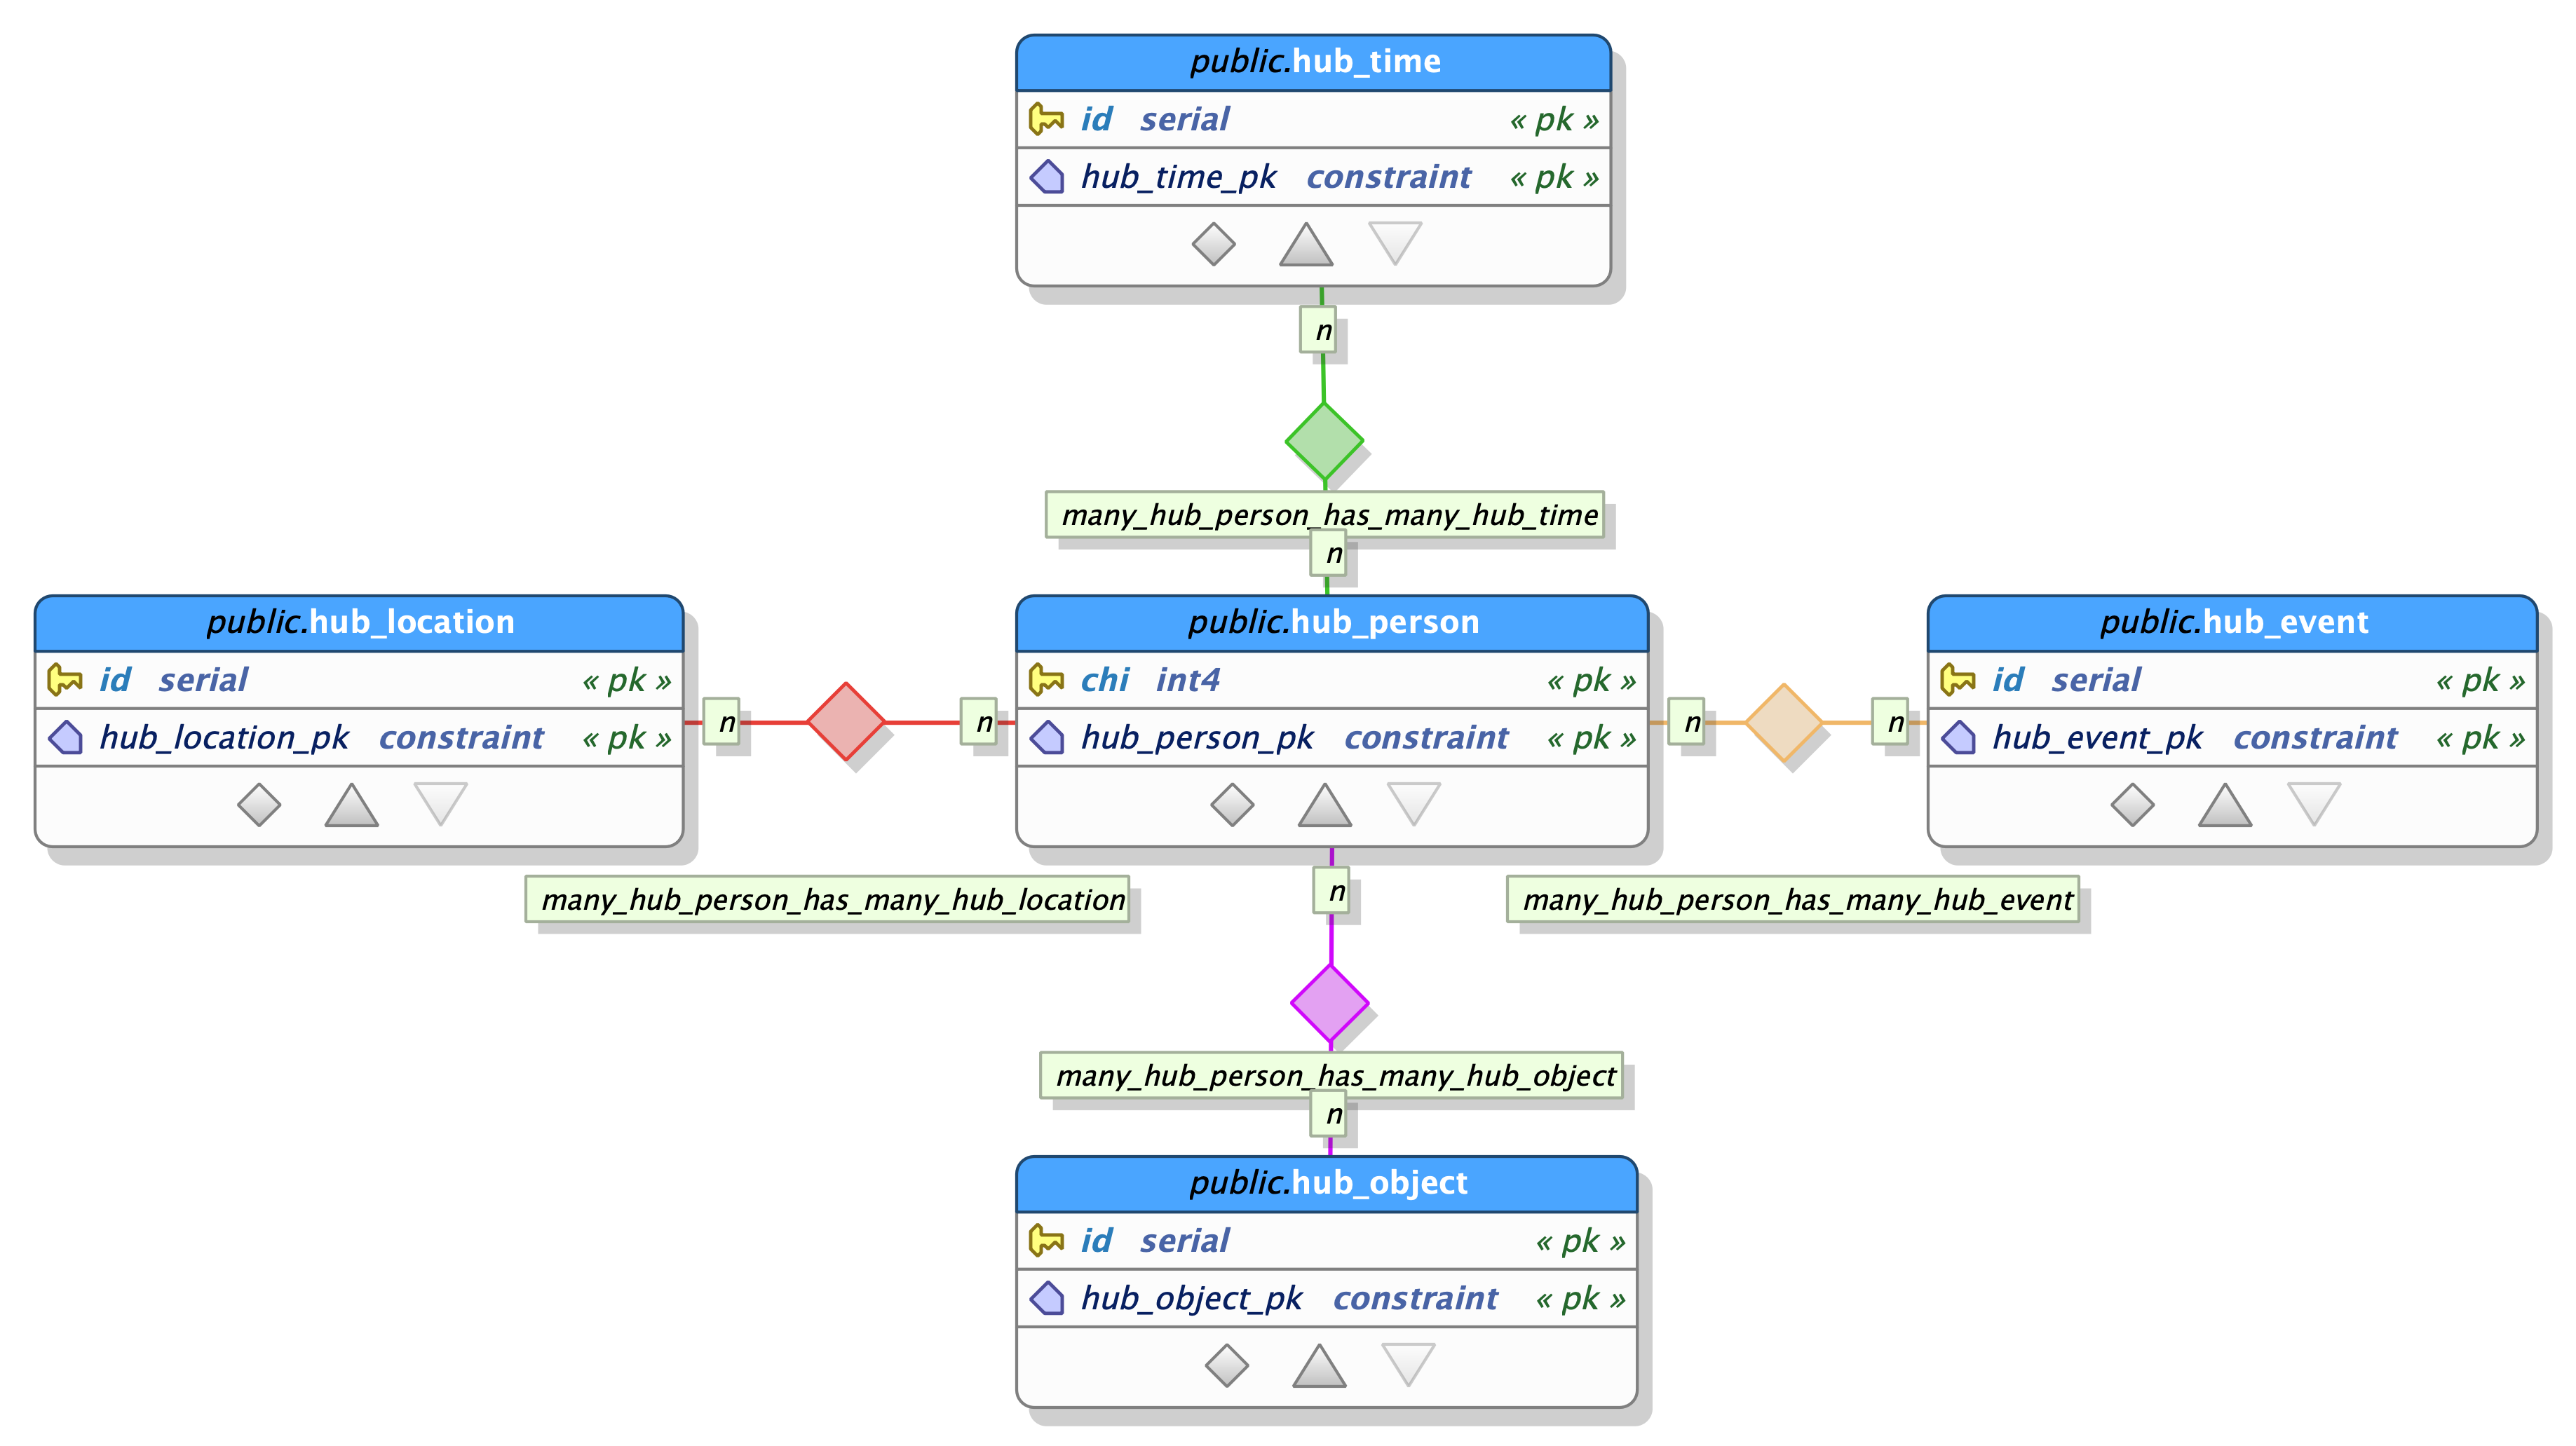 public.hub_time
id serial « pk »
hub_time_pk constraint « pk »
n
many_hub_person_has_many_hub_time
n
public.hub_location
id serial « pk »
hub_location_pk constraint « pk »
n
n
public.hub_person
chi int4 « pk »
hub_person_pk constraint « pk »
n
n
public.hub_event
id serial « pk »
hub_event_pk constraint « pk »
many_hub_person_has_many_hub_location
n
many_hub_person_has_many_hub_event
many_hub_person_has_many_hub_object
n
public.hub_object
id serial « pk »
hub_object_pk constraint « pk »